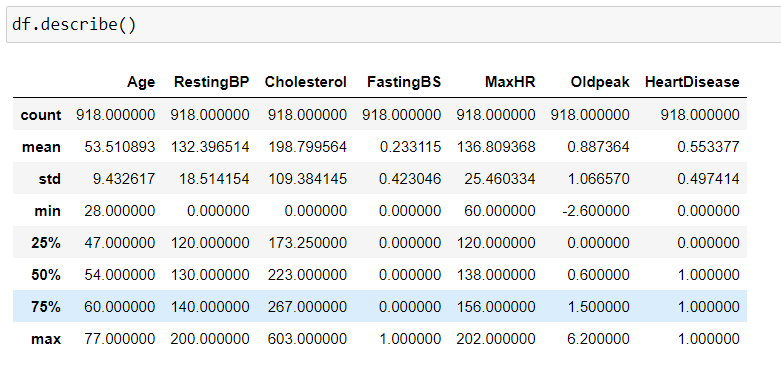 df.describe()
Age RestingBP Cholesterol FastingBS MaxHR Oldpeak HeartDisease
count 918.000000 918.000000 918.000000 918.000000 918.000000 918.000000 918.000000
mean 53.510893 132.396514 198.799564 0.233115 136.809368 0.887364 0.553377
std 9.432617 18.514154 109.384145 0.423046 25.460334 1.066570 0.497414
min 28.000000 0.000000 0.000000 0.000000 60.000000 -2.600000 0.000000
25% 47.000000 120.000000 173.250000 0.000000 120.000000 0.000000 0.000000
50% 54.000000 130.000000 223.000000 0.000000 138.000000 0.600000 1.000000
75% 60.000000 140.000000 267.000000 0.000000 156.000000 1.500000 1.000000
max 77.000000 200.000000 603.000000 1.000000 202.000000 6.200000 1.000000